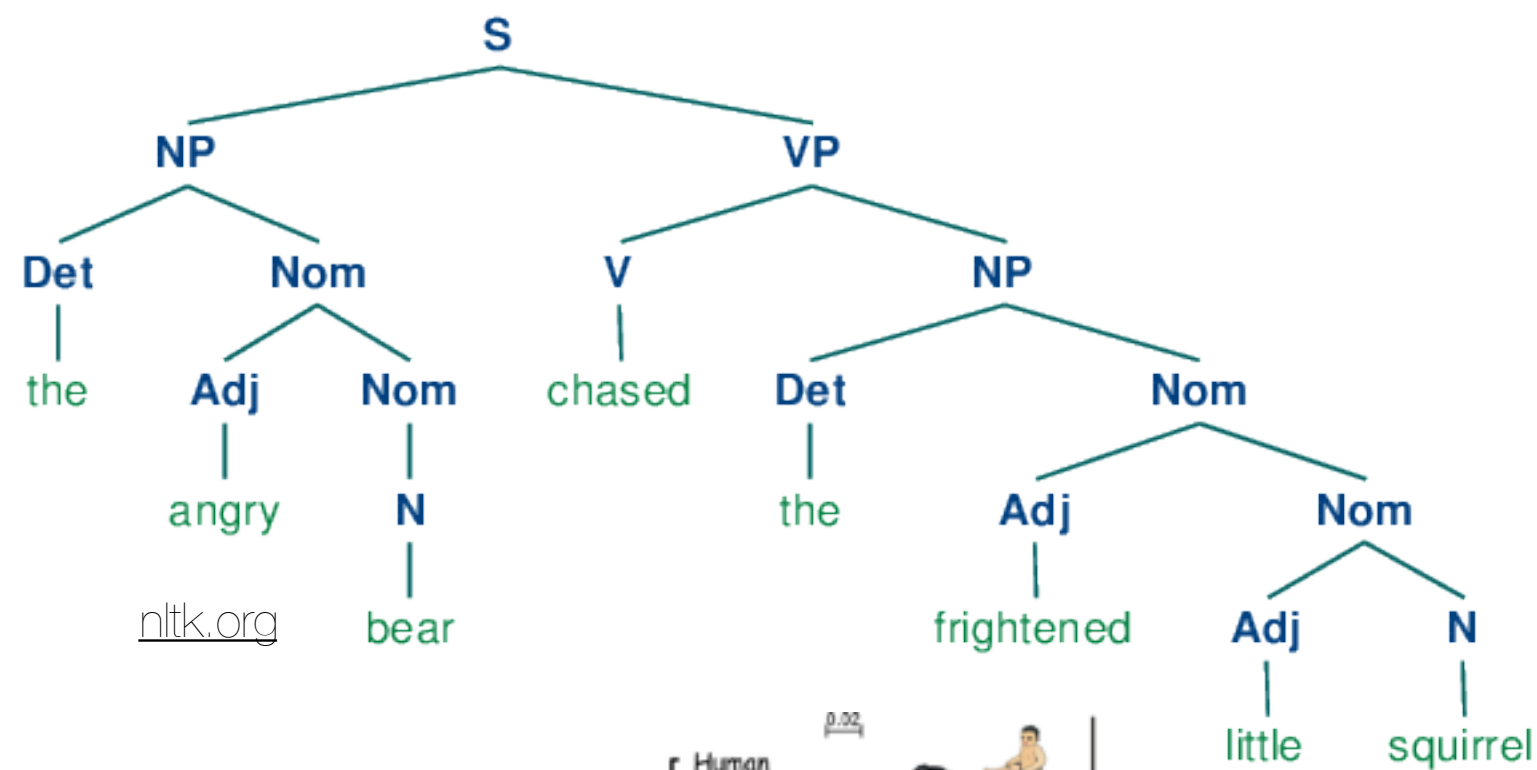 S
NP VP
Det Nom V NP
the Adj Nom chased Det Nom
angry N the Adj Nom
nltk.org bear frightened Adj N
0.02
little squirrel
Human